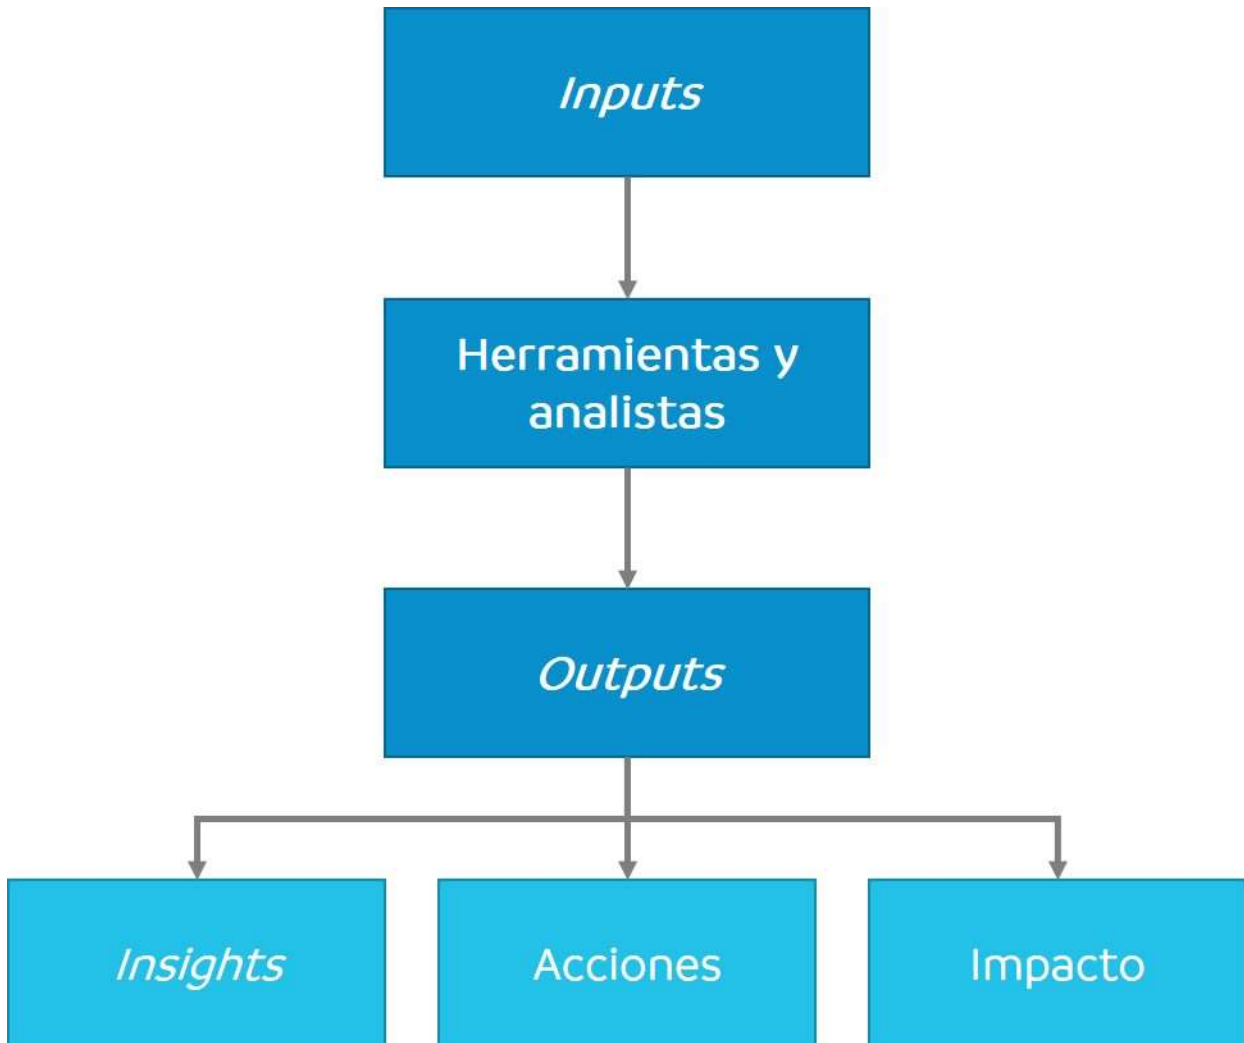 Inputs
Herramientas y
analistas
Outputs
Insights
Acciones
Impacto